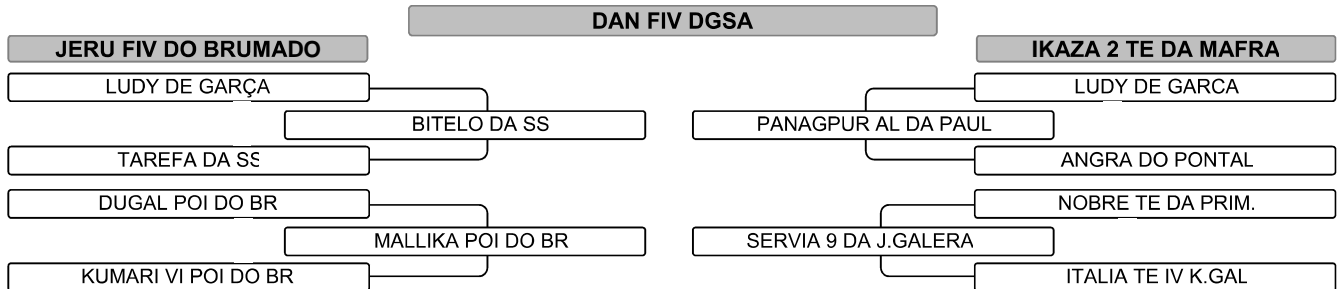 DAN FIV DGSA
JERU FIV DO BRUMADO
IKAZA 2 TE DA MAFRA
LUDY DE GARÇA
LUDY DE GARCA
BITELO DA SS
PANAGPUR AL DA PAUL
TAREFA DA SS
ANGRA DO PONTAL
DUGAL POI DO BR
NOBRE TE DA PRIM.
MALLIKA POI DO BR
SERVIA 9 DA J.GALERA
KUMARI VI POI DO BR
ITALIA TE IV K.GAL